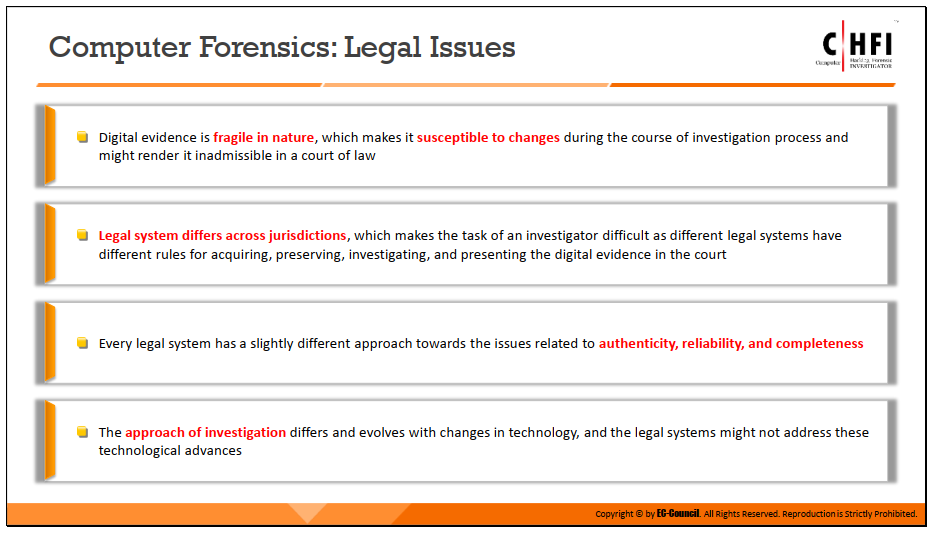 Computer Forensics: Legal Issues
CHFI
Computer Hacking Forensic
INVESTIGATOR
Digital evidence is fragile in nature, which makes it susceptible to changes during the course of investigation process and
might render it inadmissible in a court of law
Legal system differs across jurisdictions, which makes the task of an investigator difficult as different legal systems have
different rules for acquiring, preserving, investigating, and presenting the digital evidence in the court
Every legal system has a slightly different approach towards the issues related to authenticity, reliability, and completeness
The approach of investigation differs and evolves with changes in technology, and the legal systems might not address these
technological advances
Copyright © by EC-Council. All Rights Reserved. Reproduction is Strictly Prohibited.